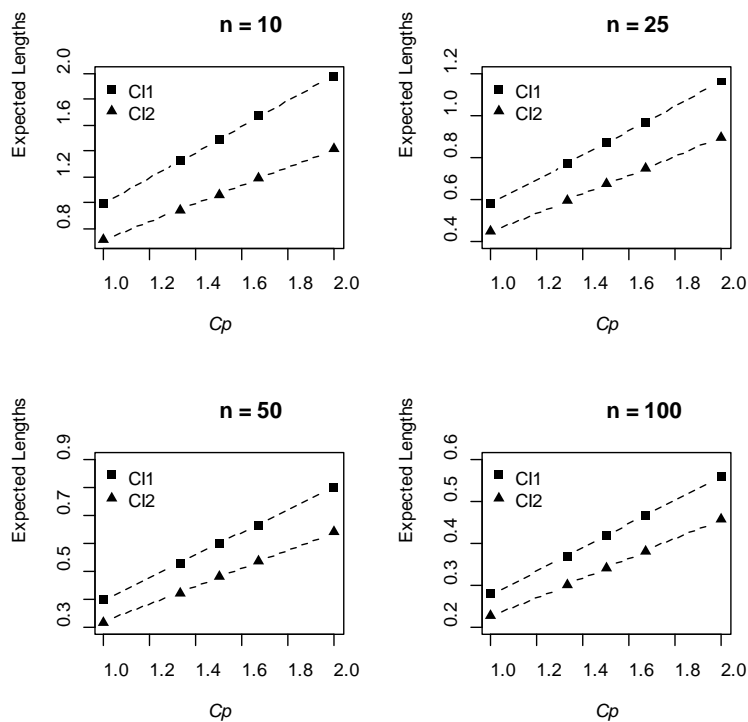 n = 10
Expected Lengths
2.0
1.6
1.2
0.8
CI1
CI2
1.0 1.2 1.4 1.6 1.8 2.0
Cp
n = 25
Expected Lengths
1.2
1.0
0.8
0.6
0.4
CI1
CI2
1.0 1.2 1.4 1.6 1.8 2.0
Cp
n = 50
Expected Lengths
0.9
0.7
0.5
0.3
CI1
CI2
1.0 1.2 1.4 1.6 1.8 2.0
Cp
n = 100
Expected Lengths
0.6
0.5
0.4
0.3
0.2
CI1
CI2
1.0 1.2 1.4 1.6 1.8 2.0
Cp